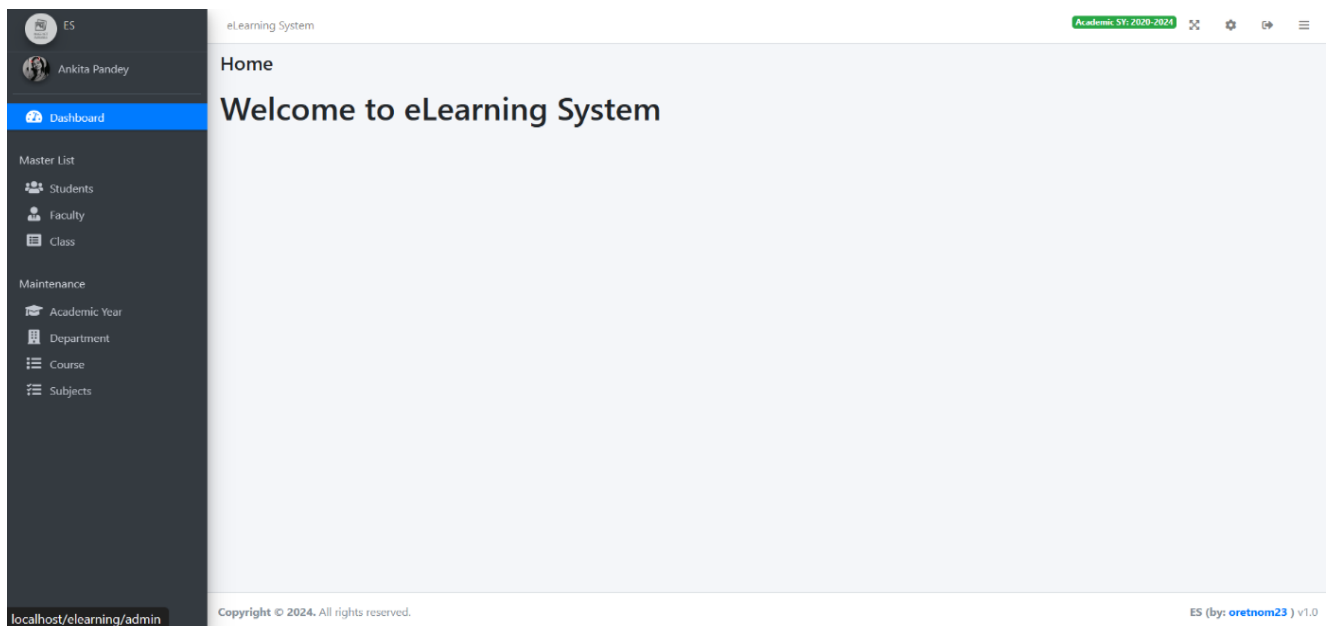 ES
eLearning System
Academic SY: 2020-2024
Ankita Pandey
Home
Dashboard
Welcome to eLearning System
Master List
Students
Faculty
Class
Maintenance
Academic Year
Department
Course
Subjects
localhost/elearning/admin
Copyright © 2024. All rights reserved.
ES (by: oretnom23 ) v1.0